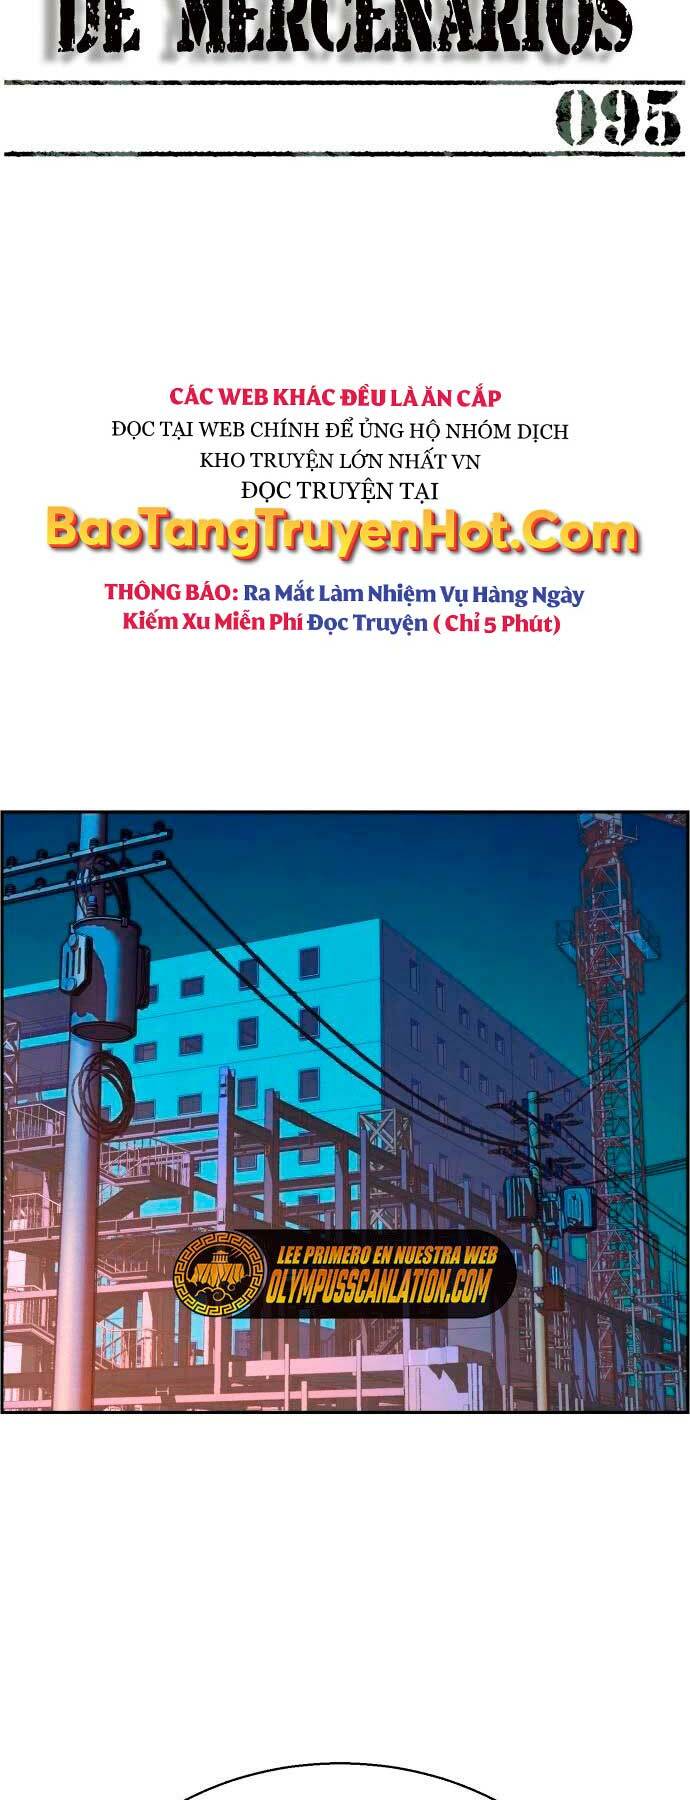 DE MERCENARIOS
095
CÁC WEB KHÁC ĐỀU LÀ ĂN CẮP
ĐỌC TẠI WEB CHÍNH ĐỂ ỦNG HỘ NHÓM DỊCH
KHO TRUYỆN LỚN NHẤT VN
ĐỌC TRUYỆN TẠI
BaoTangTruyenHot.Com
THÔNG BÁO: Ra Mắt Làm Nhiệm Vụ Hàng Ngày
Kiếm Xu Miễn Phí Đọc Truyện ( Chỉ 5 Phút)
LEE PRIMERO EN NUESTRA WEB
OLYMPUSSCANLATION.COM